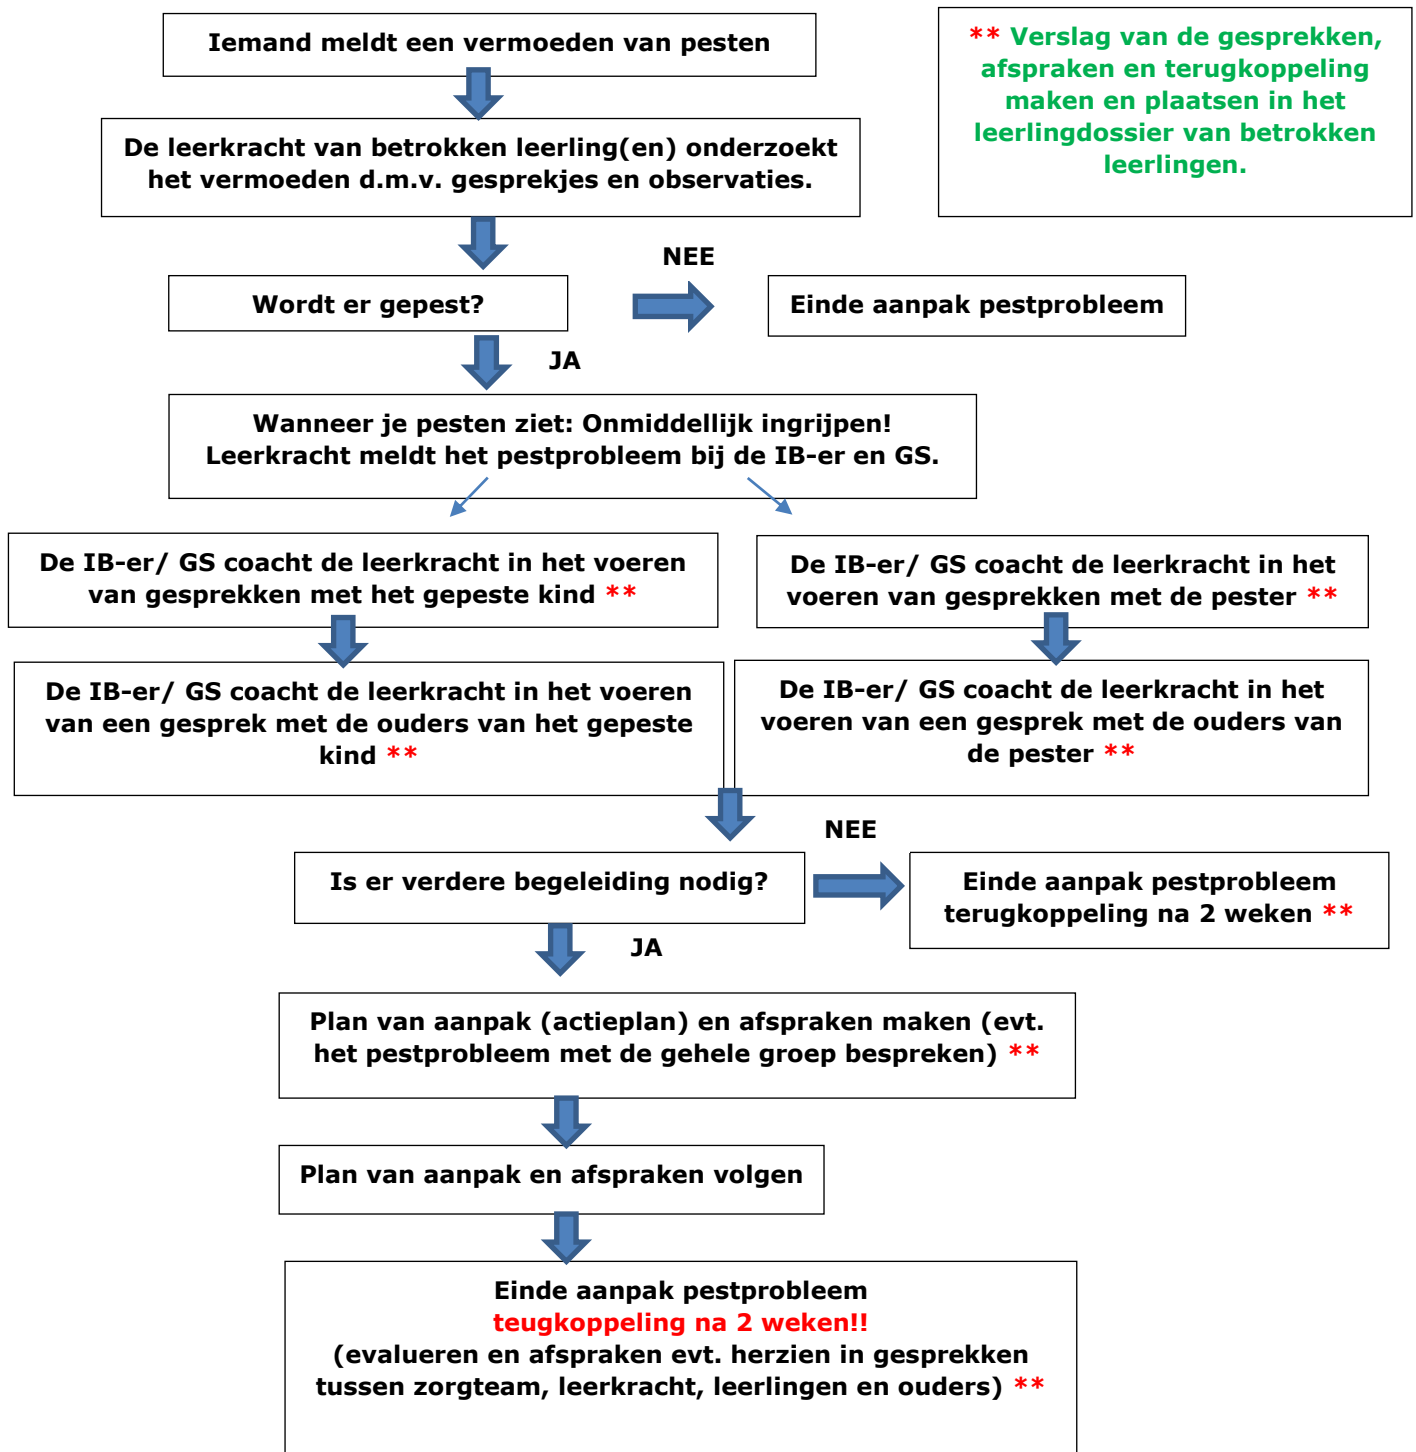 Iemand meldt een vermoeden van pesten
** Verslag van de gesprekken,
afspraken en terugkoppeling
maken en plaatsen in het
leerlingdossier van betrokken
leerlingen.
De leerkracht van betrokken leerling(en) onderzoekt
het vermoeden d.m.v. gesprekjes en observaties.
NEE
Wordt er gepest?
Einde aanpak pestprobleem
JA
Wanneer je pesten ziet: Onmiddellijk ingrijpen!
Leerkracht meldt het pestprobleem bij de IB-er en GS.
De IB-er/ GS coacht de leerkracht in het voeren
van gesprekken met het gepeste kind **
De IB-er/ GS coacht de leerkracht in het
voeren van gesprekken met de pester **
De IB-er/ GS coacht de leerkracht in het voeren
van een gesprek met de ouders van het gepeste
kind **
De IB-er/ GS coacht de leerkracht in het
voeren van een gesprek met de ouders van
de pester **
NEE
Is er verdere begeleiding nodig?
Einde aanpak pestprobleem
terugkoppeling na 2 weken **
JA
Plan van aanpak (actieplan) en afspraken maken (evt.
het pestprobleem met de gehele groep bespreken) **
Plan van aanpak en afspraken volgen
Einde aanpak pestprobleem
teugkoppeling na 2 weken!!
(evalueren en afspraken evt. herzien in gesprekken
tussen zorgteam, leerkracht, leerlingen en ouders) **